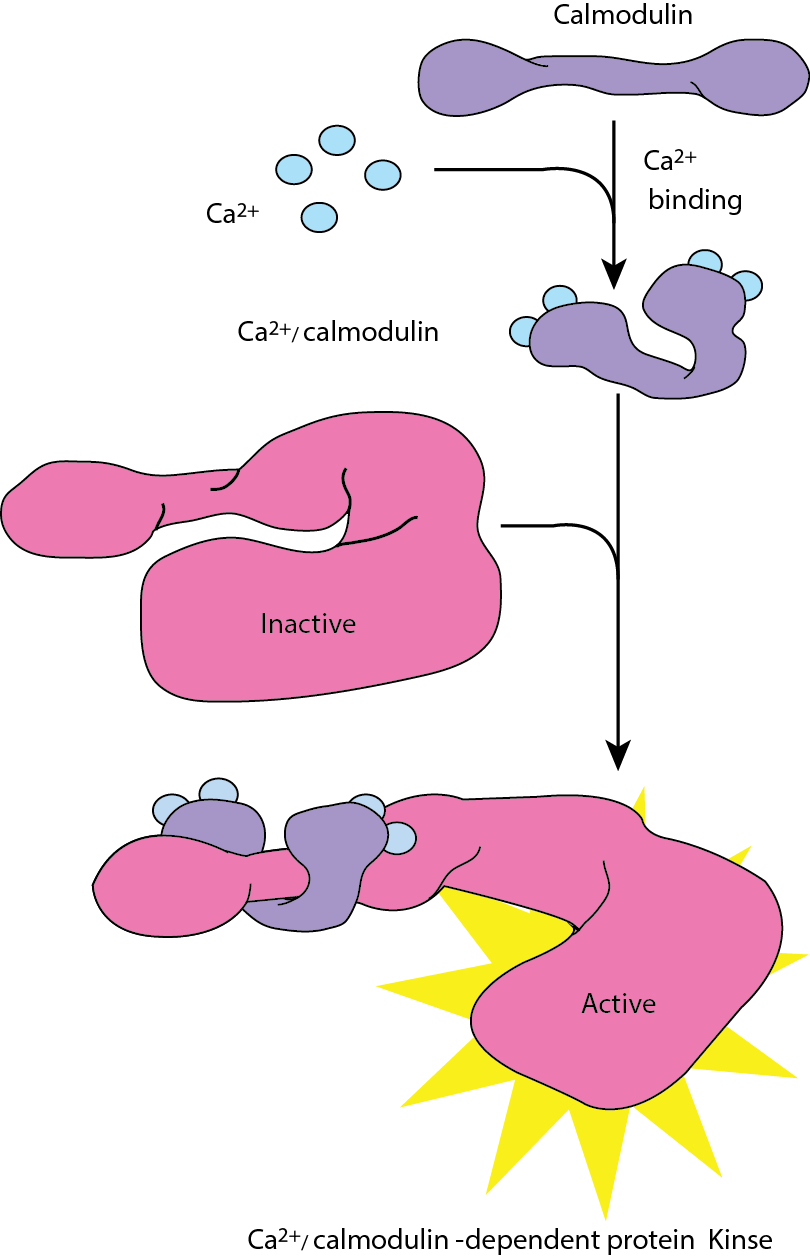 Calmodulin
Ca²⁺
binding
Ca²⁺
Ca²⁺/ calmodulin
Inactive
Active
Ca²⁺/ calmodulin -dependent protein Kinse